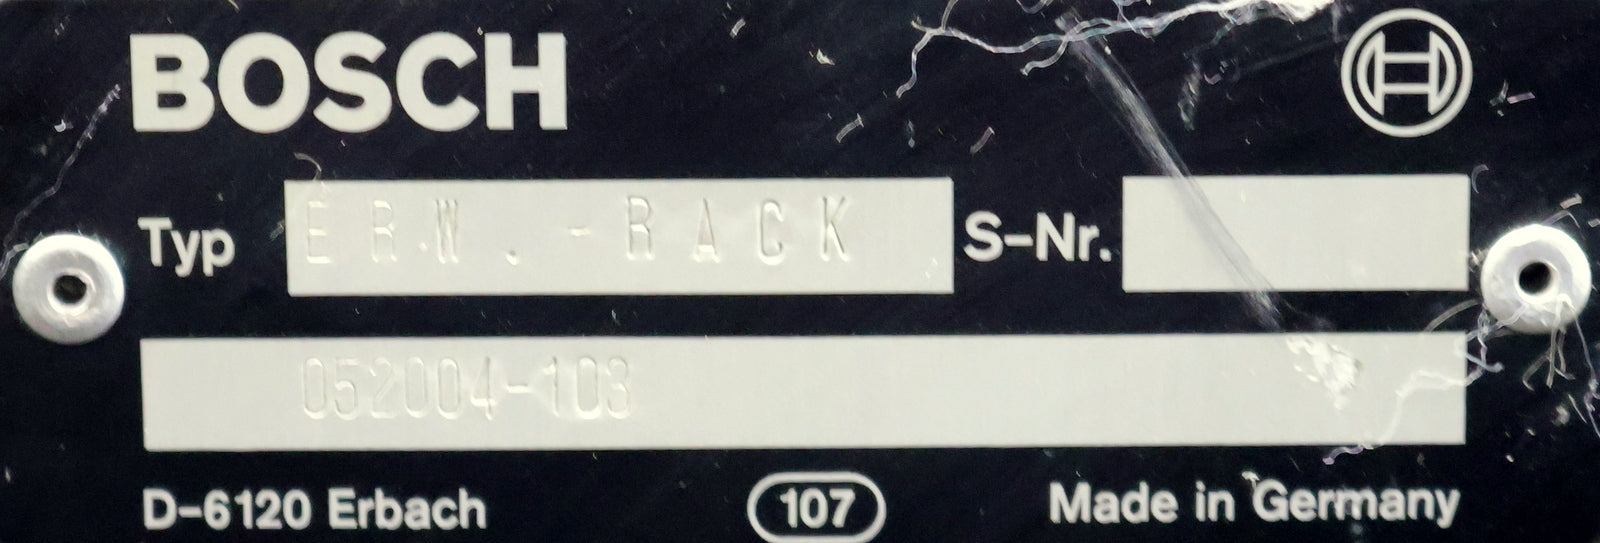 BOSCH
Typ ERW.-RACK S-Nr.
052004-103
D-6120 Erbach 107 Made in Germany